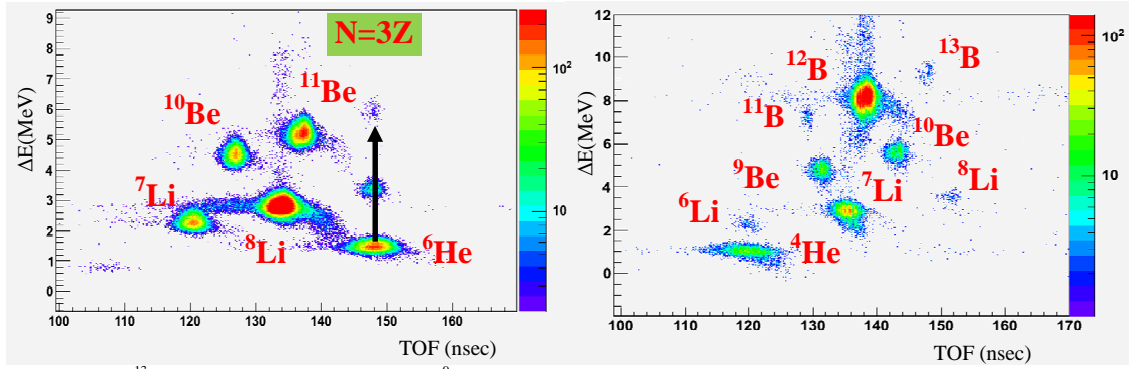 N=3Z
¹¹Be
¹⁰Be
⁷Li
⁸Li
⁶He
ΔE(MeV)
9
8
7
6
5
4
3
2
1
0
100 110 120 130 140 150 160
TOF (nsec)
10²
10
¹³B
¹²B
¹¹B
¹⁰Be
⁹Be
⁷Li
⁸Li
⁶Li
⁴He
ΔE(MeV)
12
10
8
6
4
2
0
100 110 120 130 140 150 160 170
TOF (nsec)
10²
10